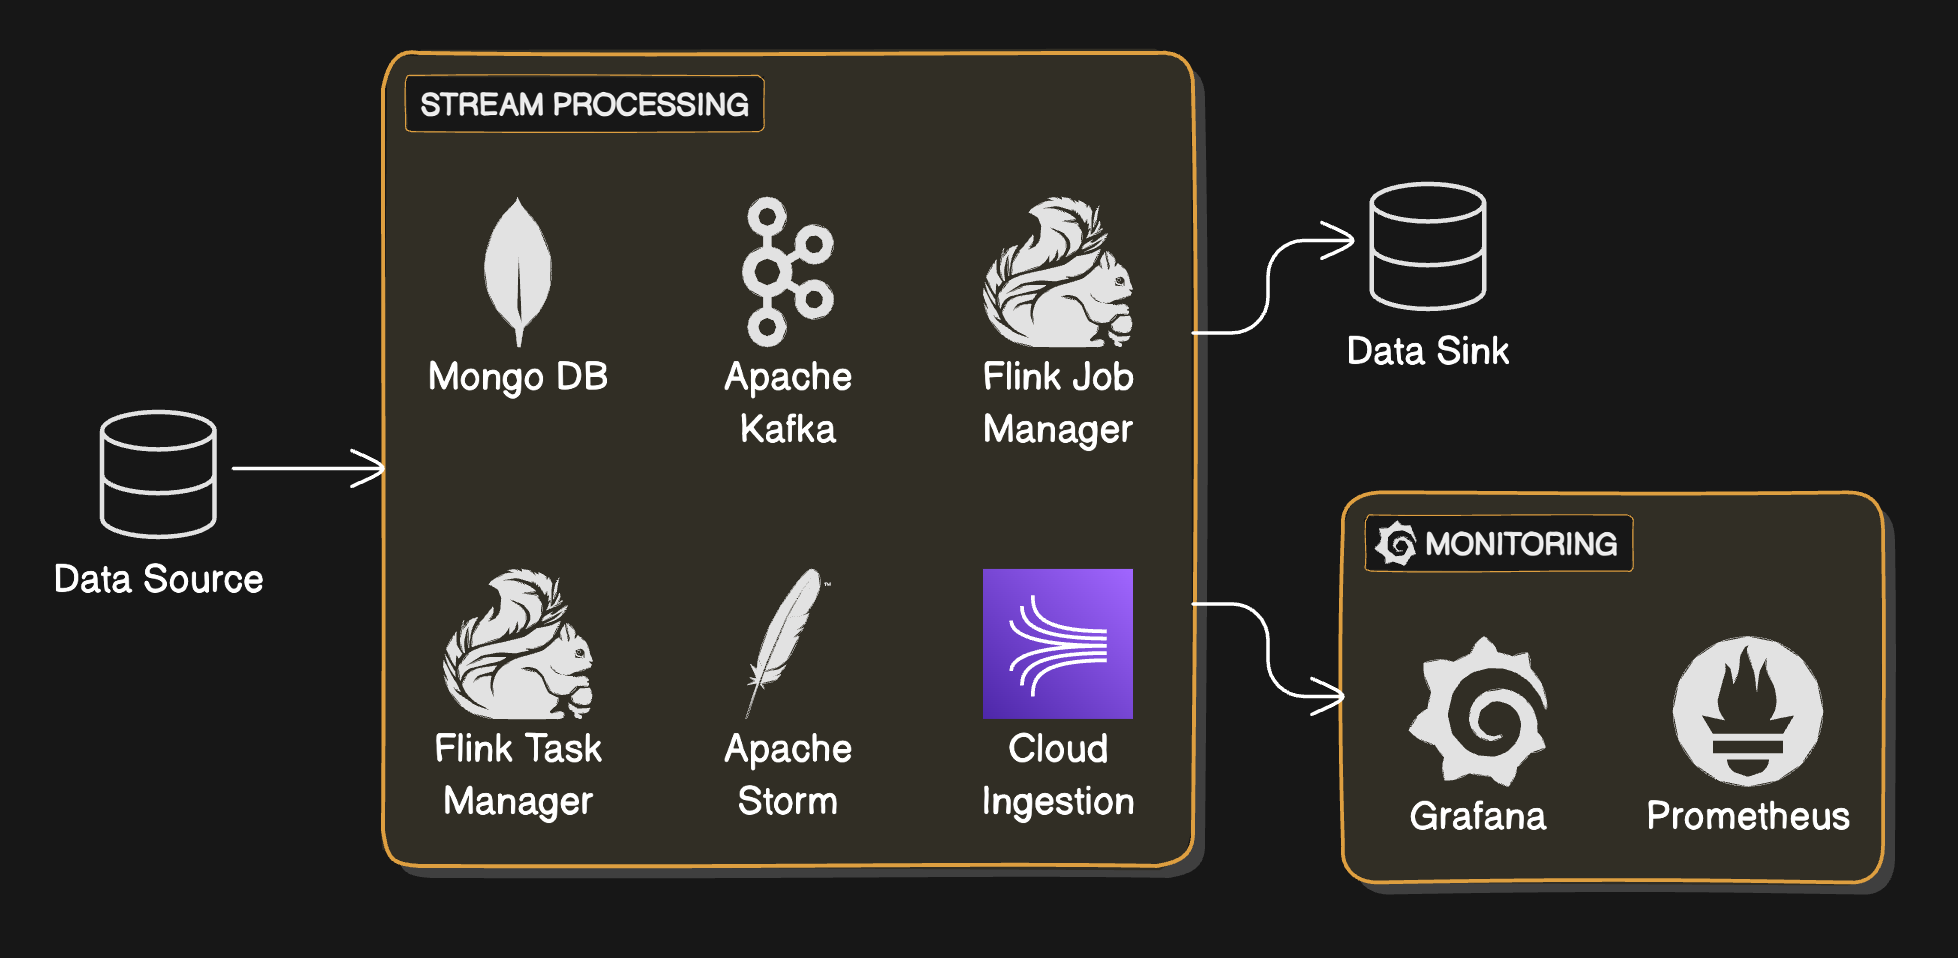 STREAM PROCESSING
Mongo DB
Apache
Kafka
Flink Job
Manager
Data Sink
Data Source
MONITORING
Flink Task
Manager
Apache
Storm
™
Cloud
Ingestion
Grafana
Prometheus